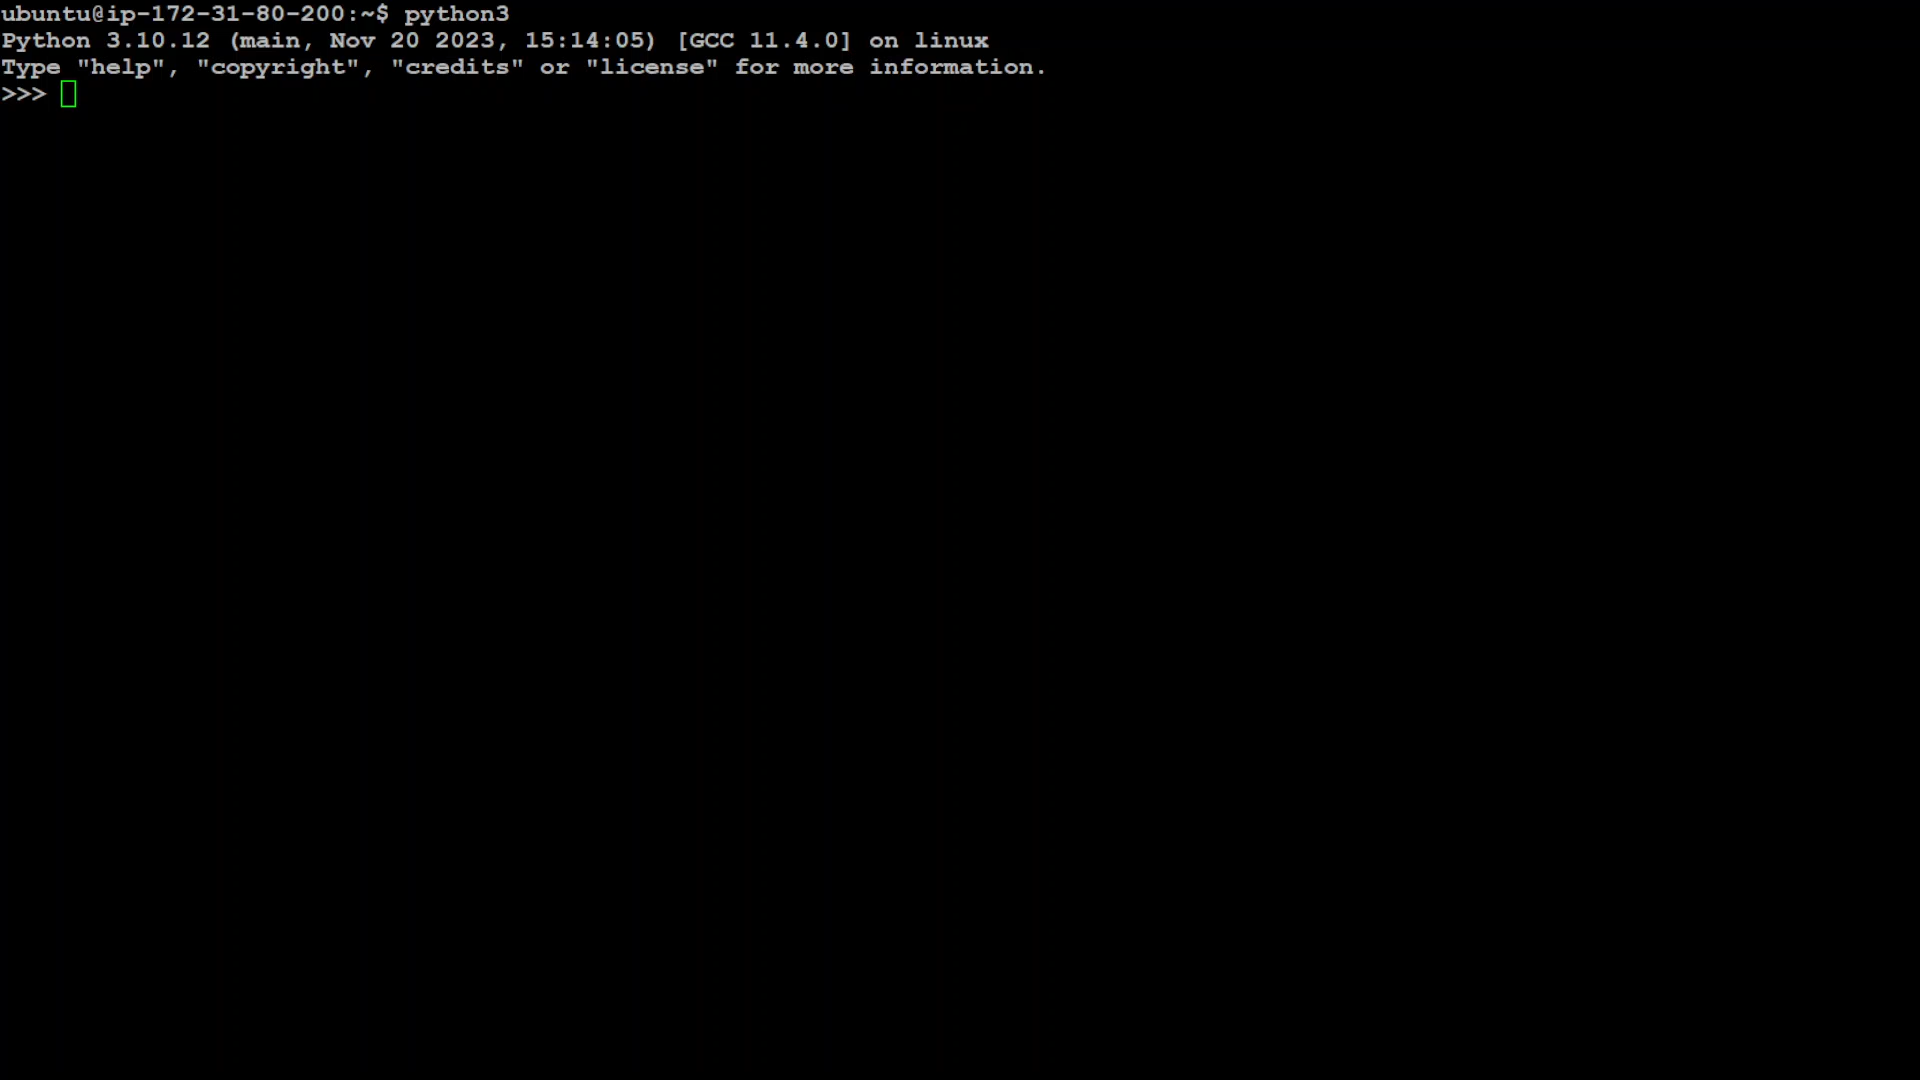 ubuntu@ip-172-31-80-200:~$ python3
Python 3.10.12 (main, Nov 20 2023, 15:14:05) [GCC 11.4.0] on linux
Type "help", "copyright", "credits" or "license" for more information.
>>>